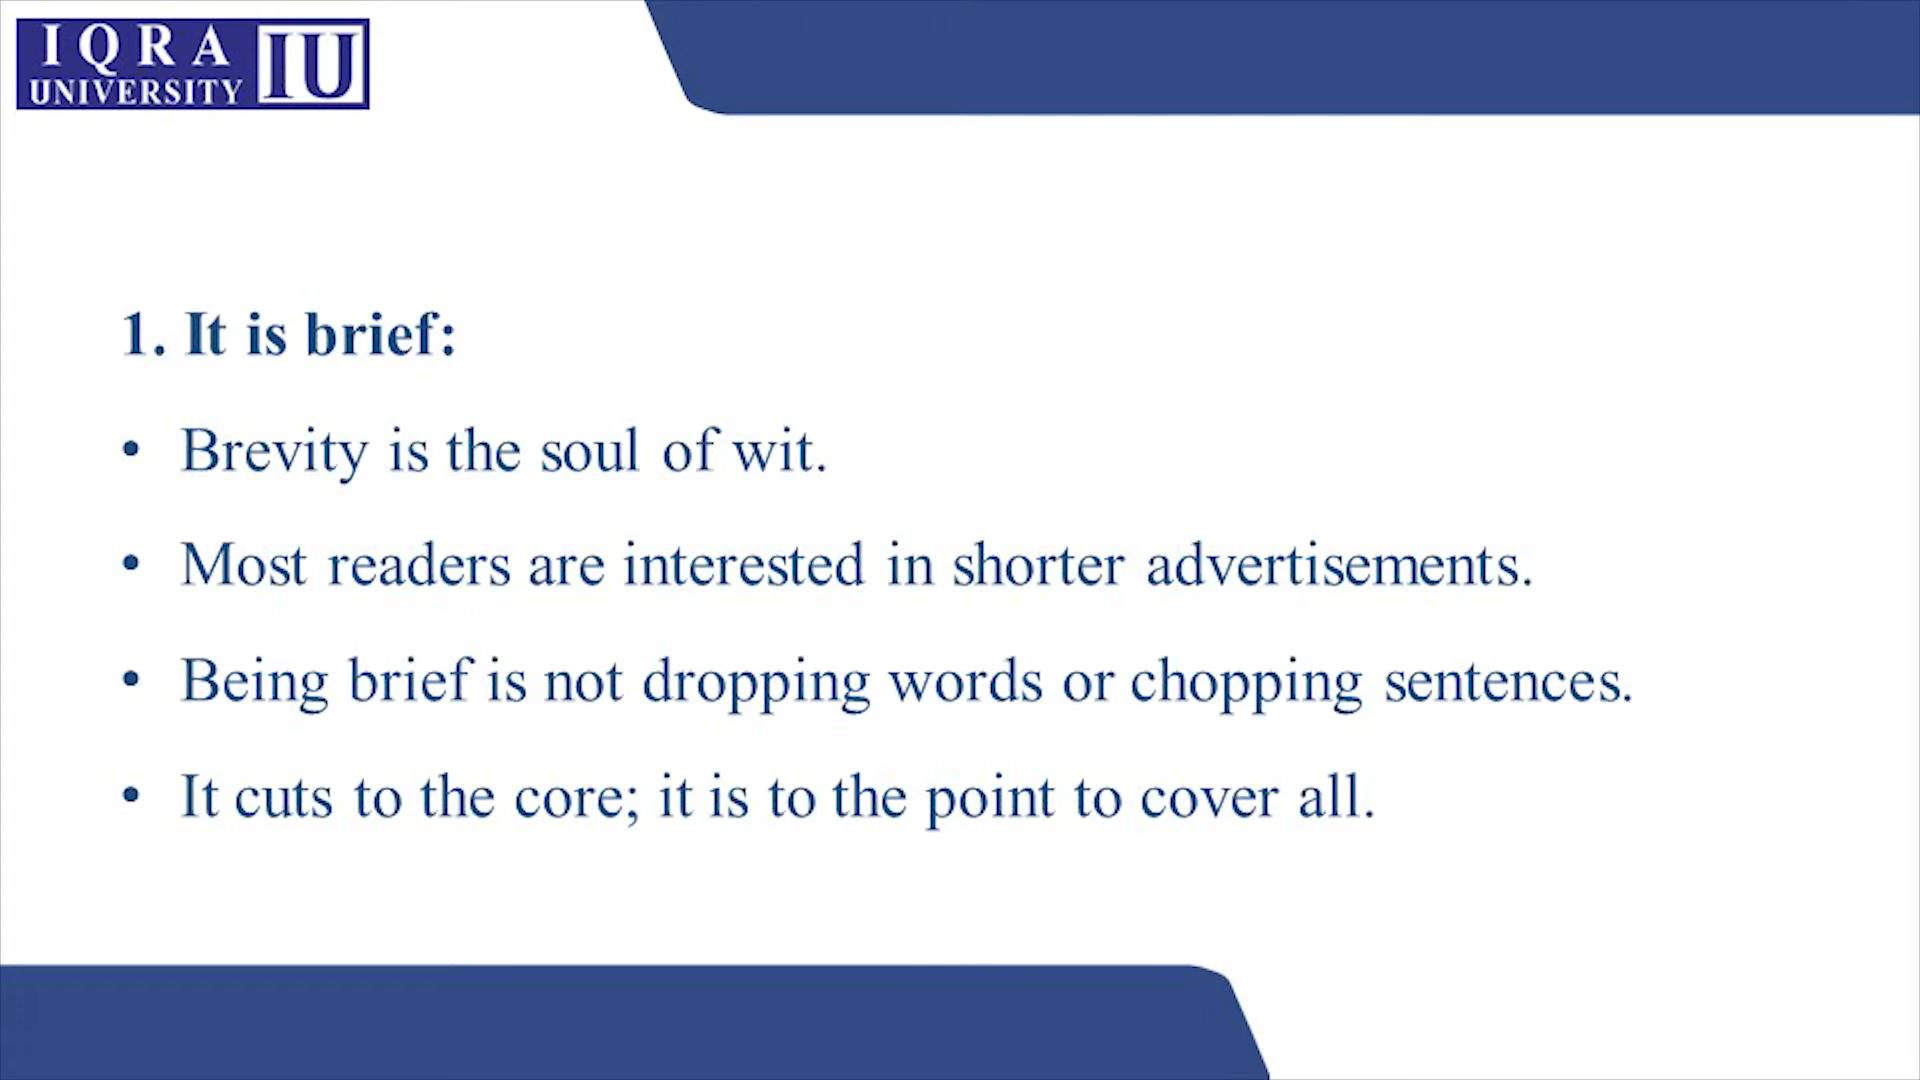 IQRA
UNIVERSITY
IU
1. It is brief:
• Brevity is the soul of wit.
• Most readers are interested in shorter advertisements.
• Being brief is not dropping words or chopping sentences.
• It cuts to the core; it is to the point to cover all.